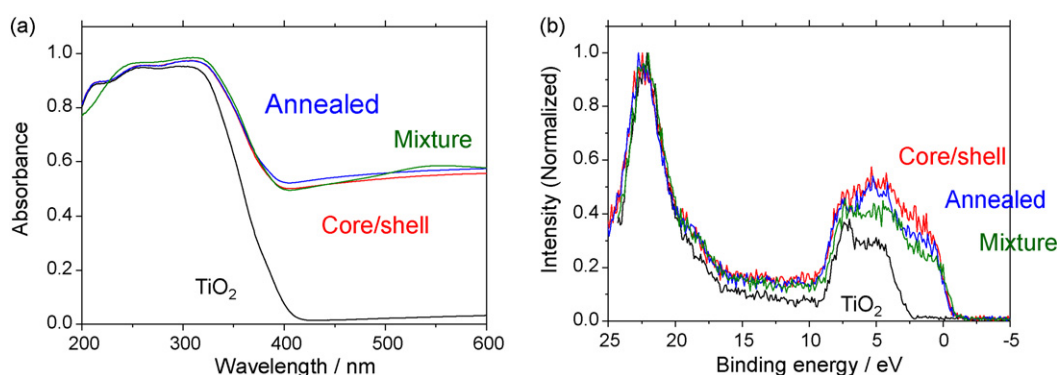 (a)
1.0
0.8
0.6
0.4
0.2
0.0
Absorbance
Annealed
Mixture
Core/shell
TiO₂
200 300 400 500 600
Wavelength / nm
(b)
1.0
0.8
0.6
0.4
0.2
0.0
Intensity (Normalized)
Core/shell
Annealed
Mixture
TiO₂
25 20 15 10 5 0 -5
Binding energy / eV